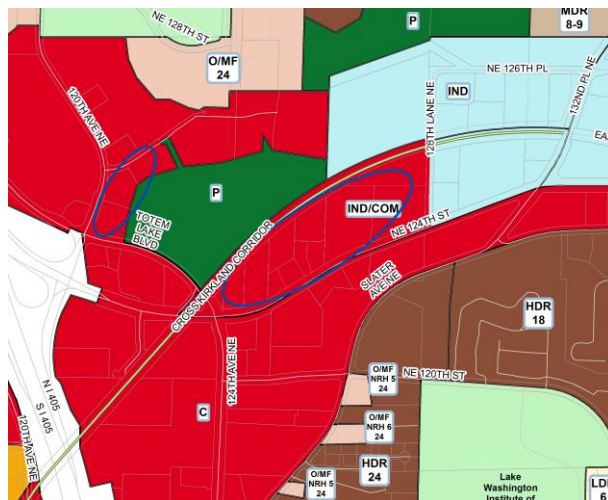 NE 128TH ST
P
MDR
8-9
O/MF
24
NE 126TH PL
132ND PL NE
IND
120TH AVE NE
128TH LANE NE
EA
P
IND/COM
TOTEM
LAKE
BLVD
NE 124TH ST
CROSS KIRKLAND CORRIDOR
SLATER
AVE NE
HDR
18
N I 405
S I 405
124TH AVE NE
NE 120TH ST
O/MF
NRH 5
24
C
O/MF
NRH 6
24
120TH AVE NE
HDR
24
O/MF
NRH 5
24
Lake
Washington
Institute of
LD